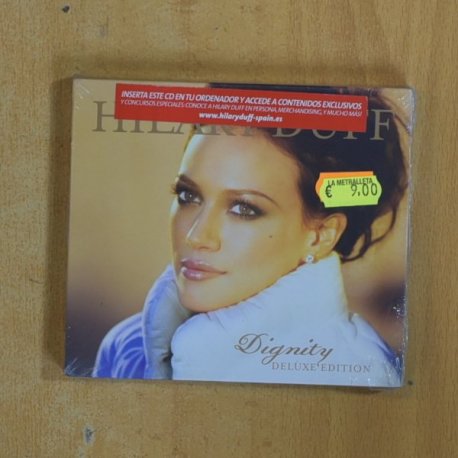 INSERTA ESTE CD EN TU ORDENADOR Y ACCEDE A CONTENIDOS EXCLUSIVOS
Y CONCURSOS ESPECIALES: CONOCE A HILARY DUFF EN PERSONA, MERCHANDISING, Y MUCHO MAS!
www.hilaryduff-spain.es
HILARY DUFF
LA METRALLETA
€ 9,00
Dignity
DELUXE EDITION